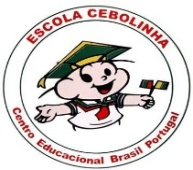 ESCOLA CEBOLINHA
Centro Educacional Brasil Portugal